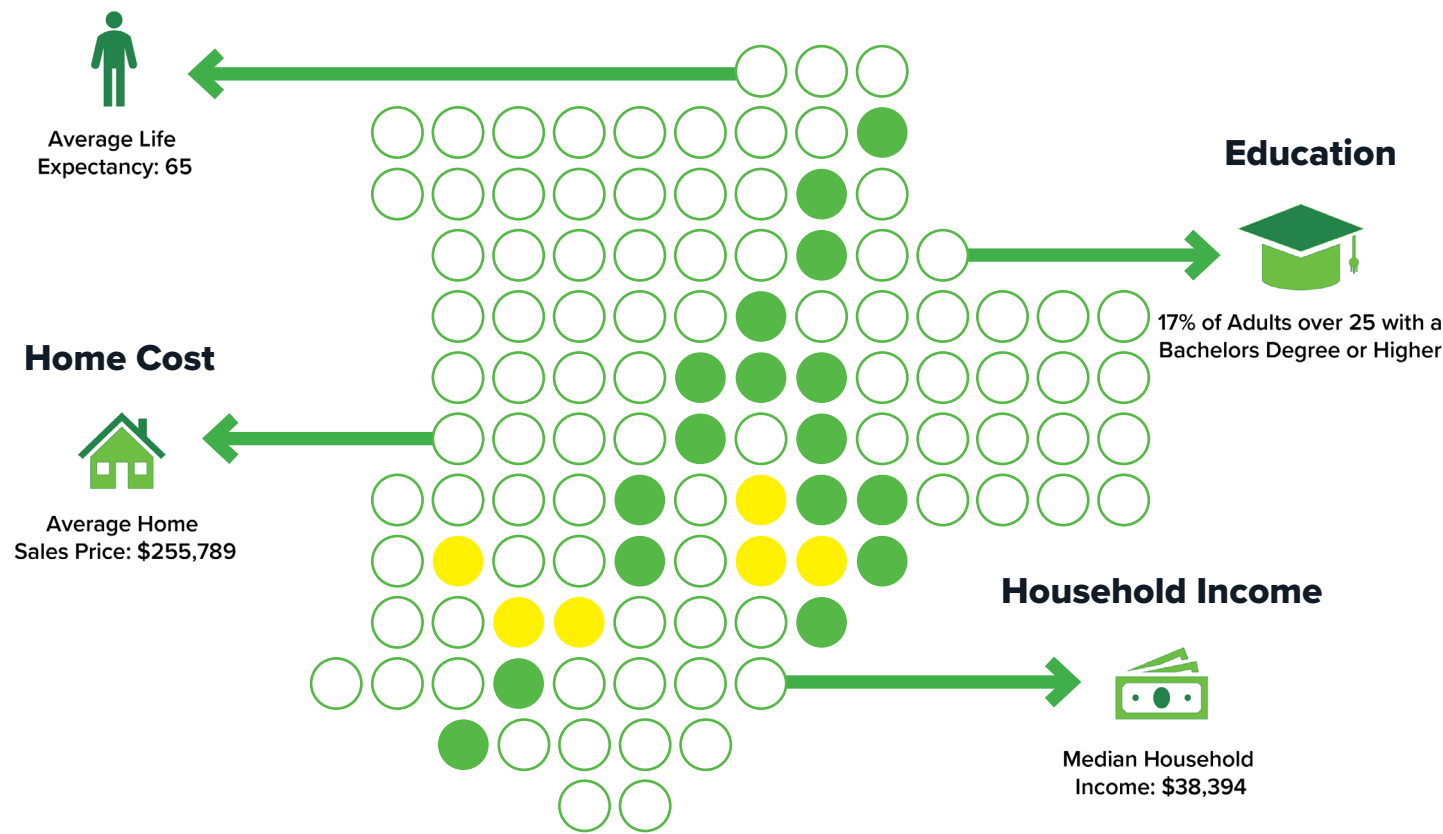 Average Life
Expectancy: 65
Education
17% of Adults over 25 with a
Bachelors Degree or Higher
Home Cost
Average Home
Sales Price: $255,789
Household Income
Median Household
Income: $38,394